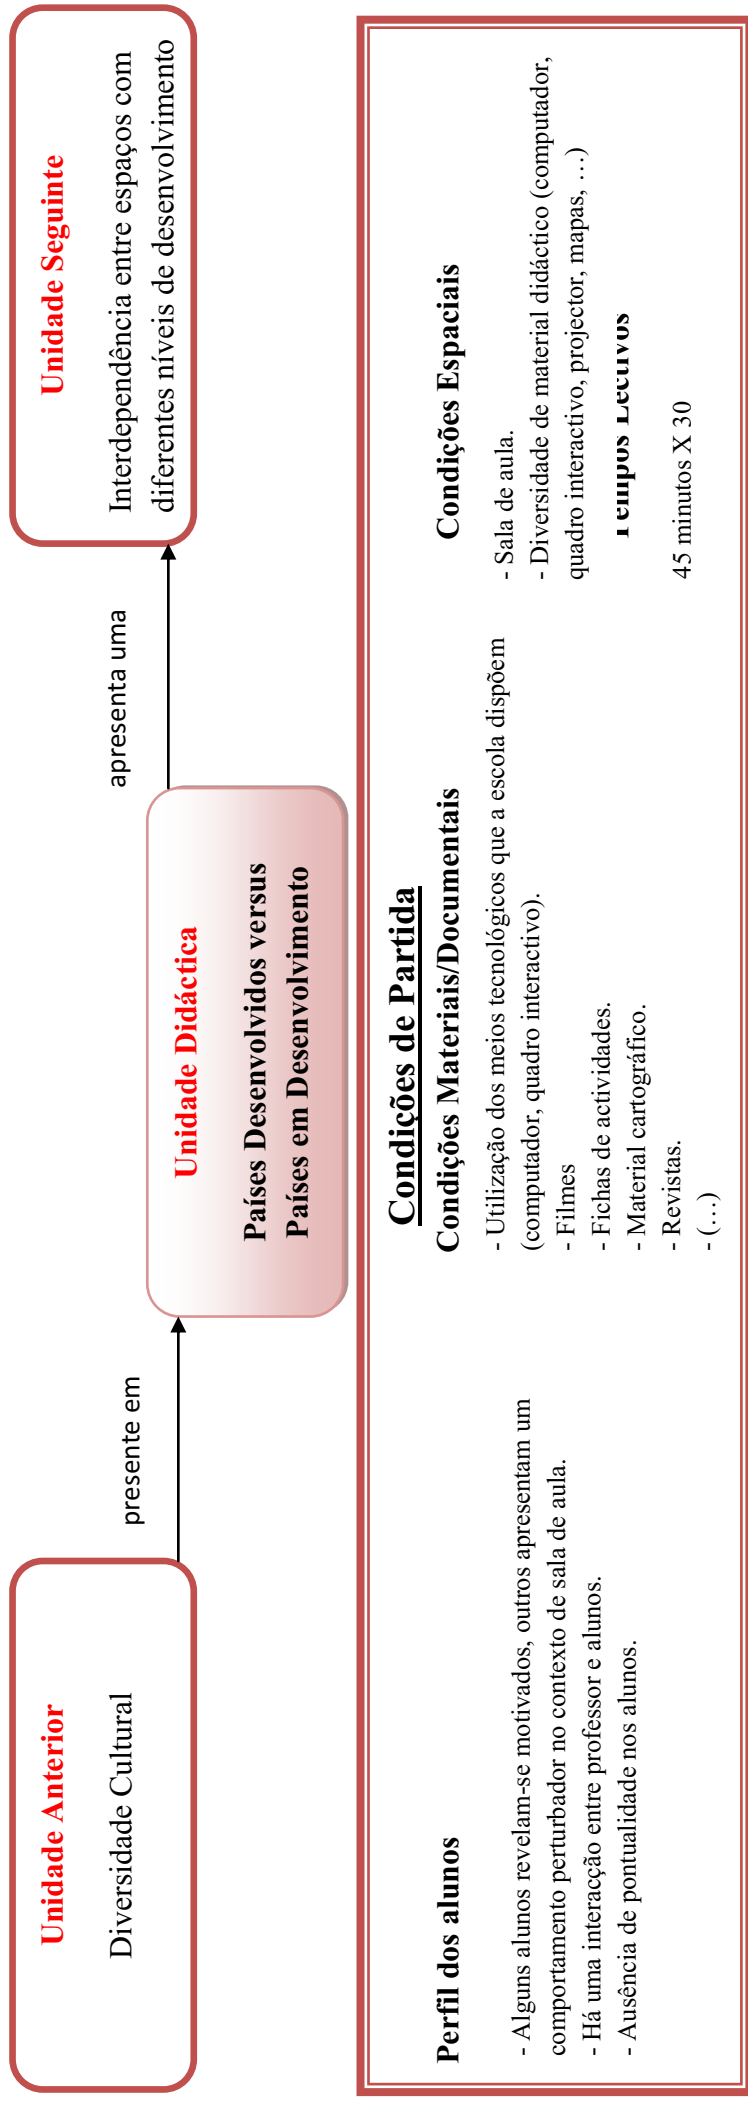 Unidade Anterior
Diversidade Cultural
presente em
Unidade Didáctica
Países Desenvolvidos versus
Países em Desenvolvimento
apresenta uma
Unidade Seguinte
Interdependência entre espaços com
diferentes níveis de desenvolvimento
Condições de Partida
Perfil dos alunos
- Alguns alunos revelam-se motivados, outros apresentam um
comportamento perturbador no contexto de sala de aula.
- Há uma interacção entre professor e alunos.
- Ausência de pontualidade nos alunos.
Condições Materiais/Documentais
- Utilização dos meios tecnológicos que a escola dispõem
(computador, quadro interactivo).
- Filmes
- Fichas de actividades.
- Material cartográfico.
- Revistas.
- (…)
Condições Espaciais
- Sala de aula.
- Diversidade de material didáctico (computador,
quadro interactivo, projector, mapas, …)
Tempos Lectivos
45 minutos X 30